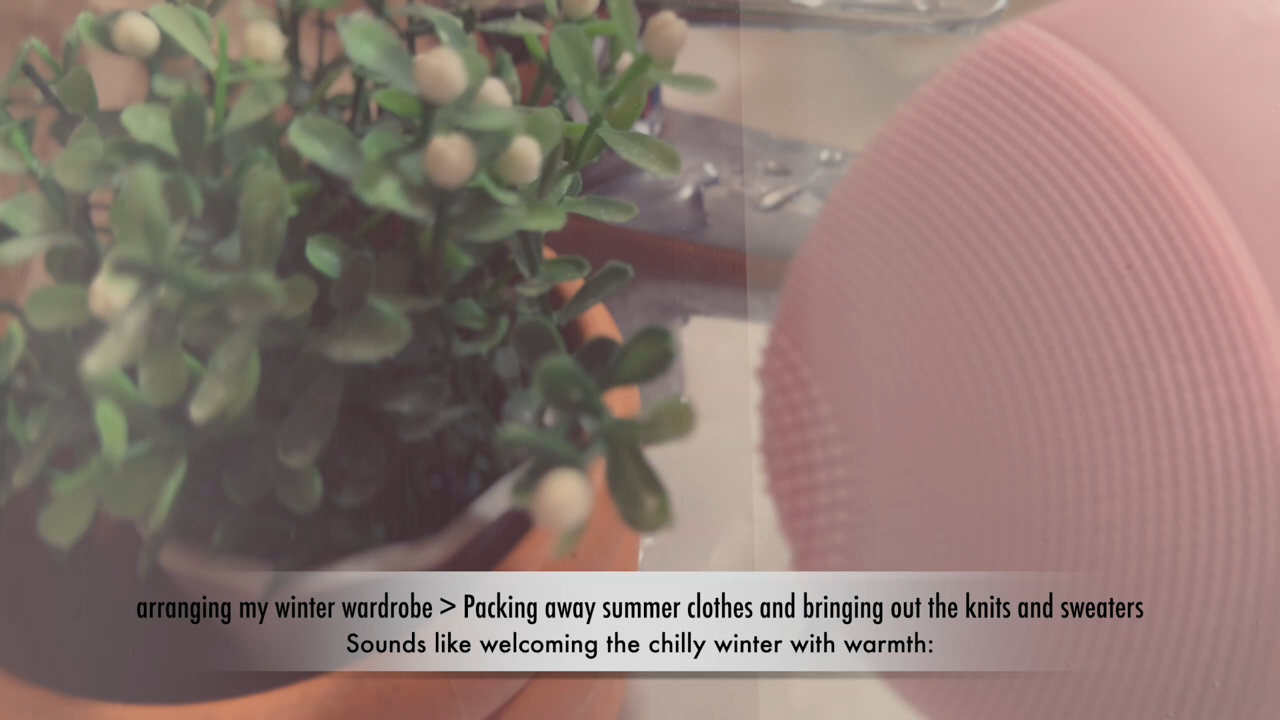 arranging my winter wardrobe > Packing away summer clothes and bringing out the knits and sweaters
Sounds like welcoming the chilly winter with warmth: